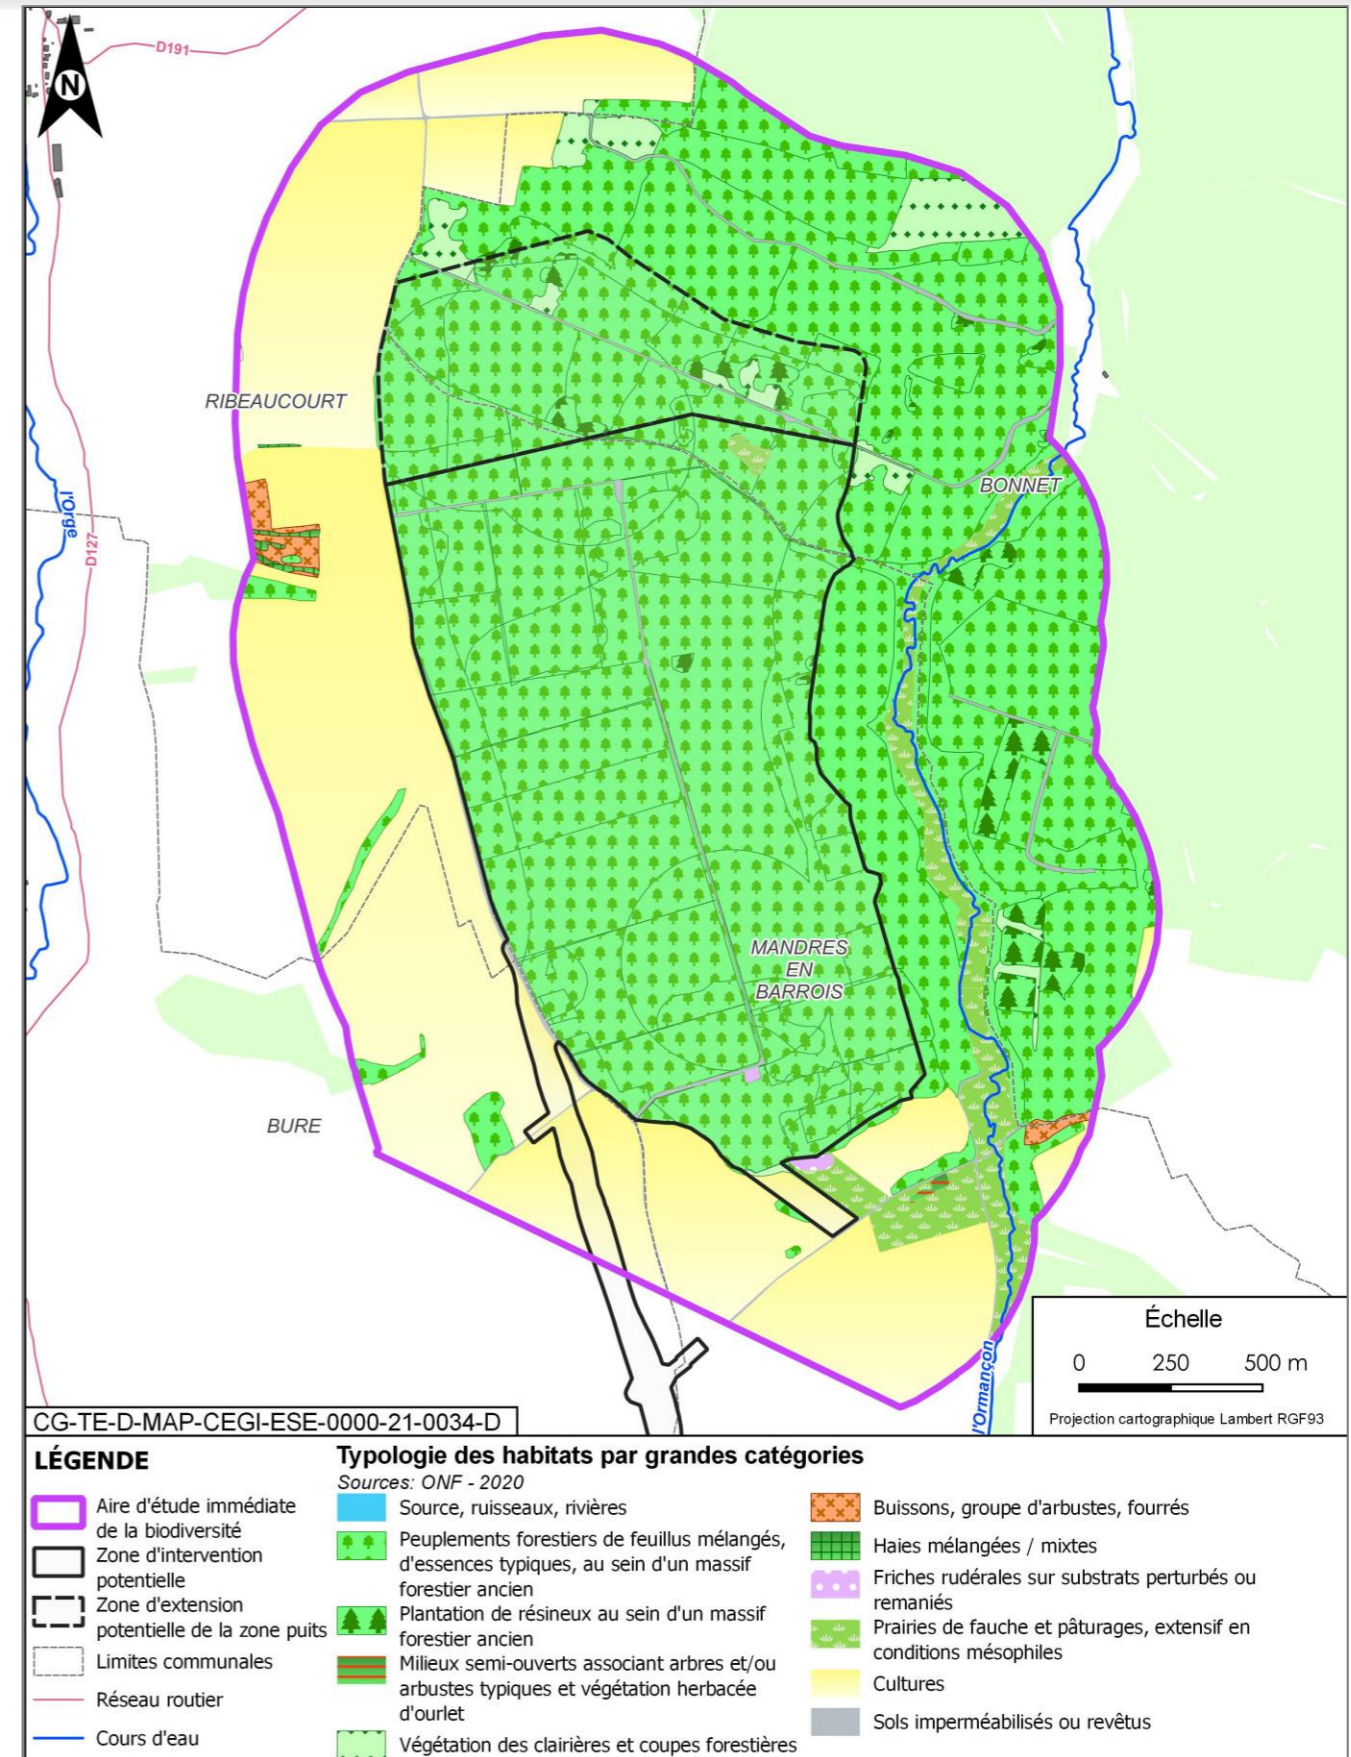 D191
N
RIBEAUCOURT
l'Orge
D127
BONNET
MANDRES
EN
BARROIS
BURE
l'Ormançon
Échelle
0 250 500 m
Projection cartographique Lambert RGF93
CG-TE-D-MAP-CEGI-ESE-0000-21-0034-D
LÉGENDE
Aire d'étude immédiate
de la biodiversité
Zone d'intervention
potentielle
Zone d'extension
potentielle de la zone puits
Limites communales
Réseau routier
Cours d'eau
Typologie des habitats par grandes catégories
Sources: ONF - 2020
Source, ruisseaux, rivières
Peuplements forestiers de feuillus mélangés,
d'essences typiques, au sein d'un massif
forestier ancien
Plantation de résineux au sein d'un massif
forestier ancien
Milieux semi-ouverts associant arbres et/ou
arbustes typiques et végétation herbacée
d'ourlet
Végétation des clairières et coupes forestières
Buissons, groupe d'arbustes, fourrés
Haies mélangées / mixtes
Friches rudérales sur substrats perturbés ou
remaniés
Prairies de fauche et pâturages, extensif en
conditions mésophiles
Cultures
Sols imperméabilisés ou revêtus